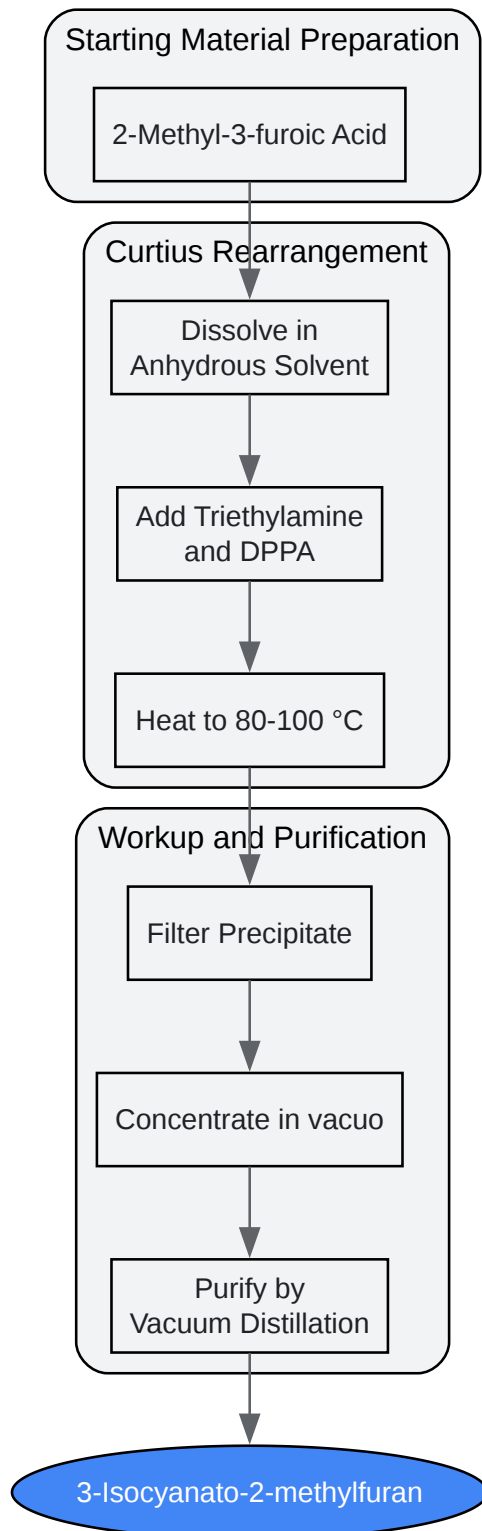 Starting Material Preparation
2-Methyl-3-furoic Acid
Curtius Rearrangement
Dissolve in
Anhydrous Solvent
Add Triethylamine
and DPPA
Heat to 80-100 °C
Workup and Purification
Filter Precipitate
Concentrate in vacuo
Purify by
Vacuum Distillation
3-Isocyanato-2-methylfuran